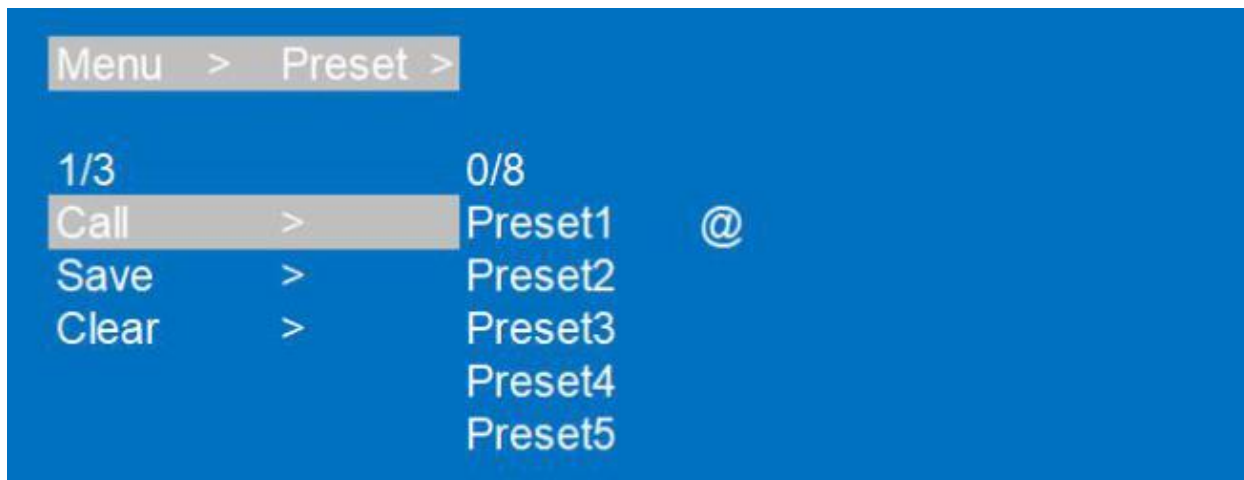 Menu > Preset >
1/3 0/8
Call > Preset1 @
Save > Preset2
Clear > Preset3
Preset4
Preset5